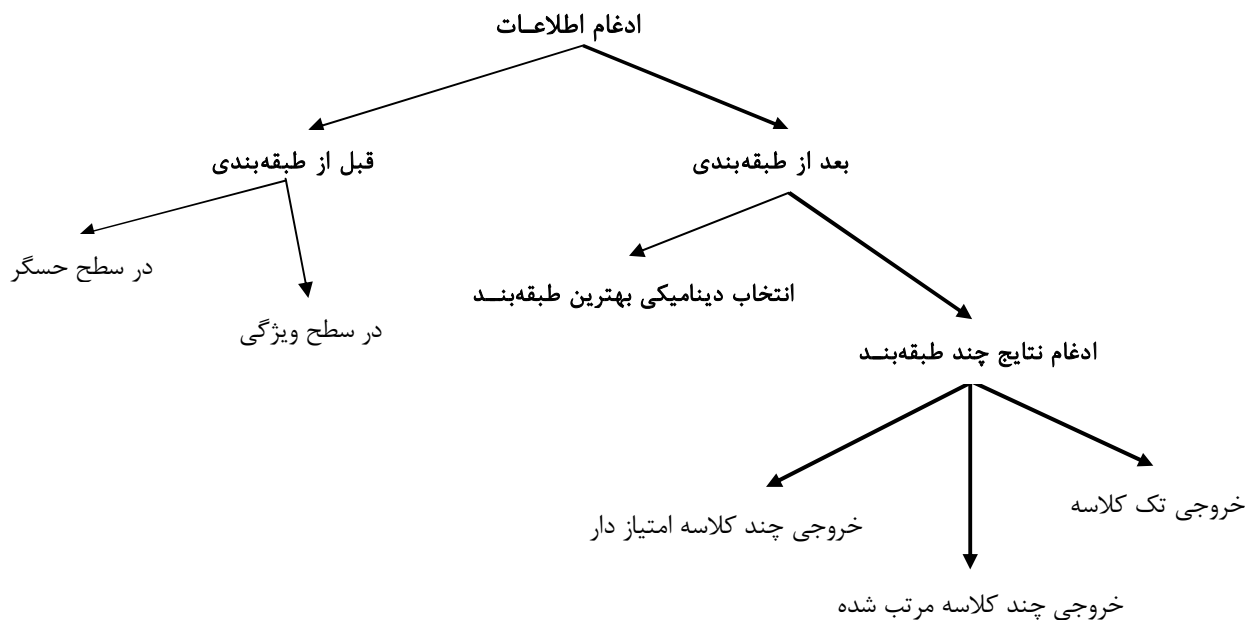 ادغام اطلاعـات
قبل از طبقه‌بندی
بعد از طبقه‌بندی
در سطح حسگر
در سطح ویژگی
انتخاب دینامیکی بهترین طبقه‌بنـد
ادغام نتایج چند طبقه‌بنـد
خروجی تک کلاسه
خروجی چند کلاسه امتیاز دار
خروجی چند کلاسه مرتب شده